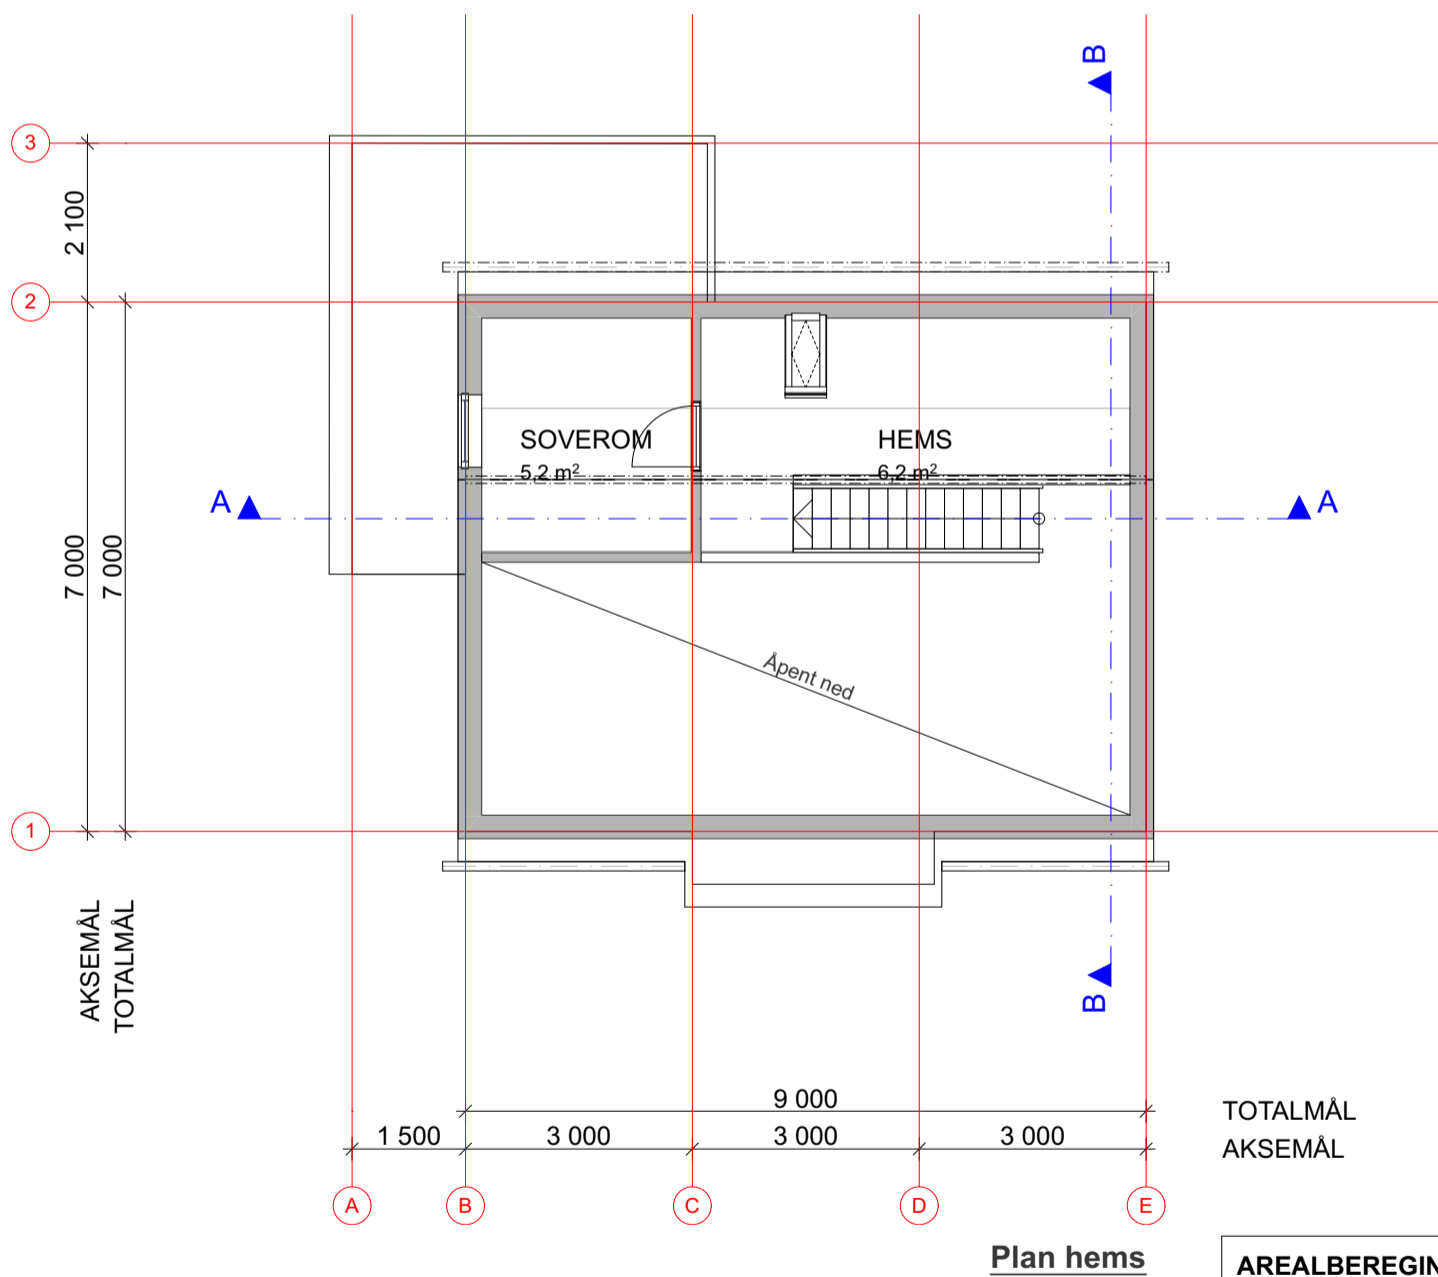 B
3
2 100
2
SOVEROM
5,2 m²
HEMS
6,2 m²
A
A
7 000
7 000
Åpent ned
1
AKSEMÅL
TOTALMÅL
B
9 000
TOTALMÅL
1 500
3 000
3 000
3 000
AKSEMÅL
A
B
C
D
E
Plan hems
AREALBEREGIN